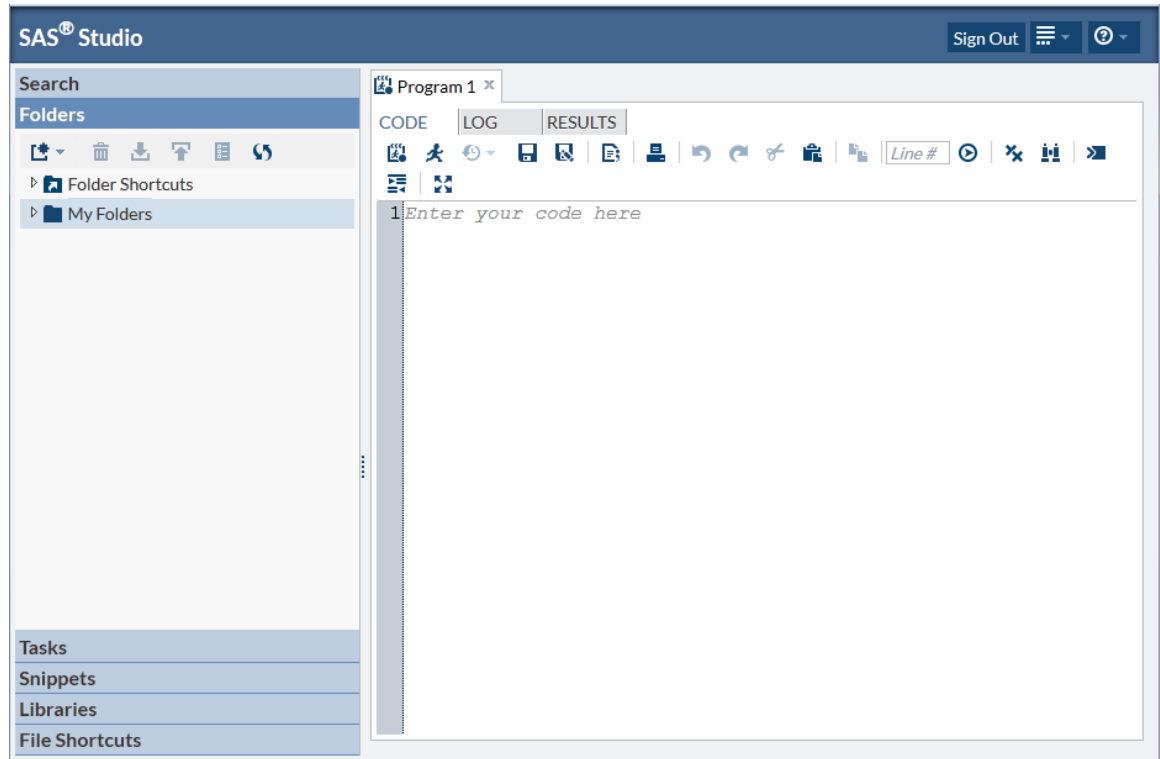 SAS® Studio
Sign Out
Search
Folders
Folder Shortcuts
My Folders
Tasks
Snippets
Libraries
File Shortcuts
Program 1
CODE LOG RESULTS
Line #
1 Enter your code here